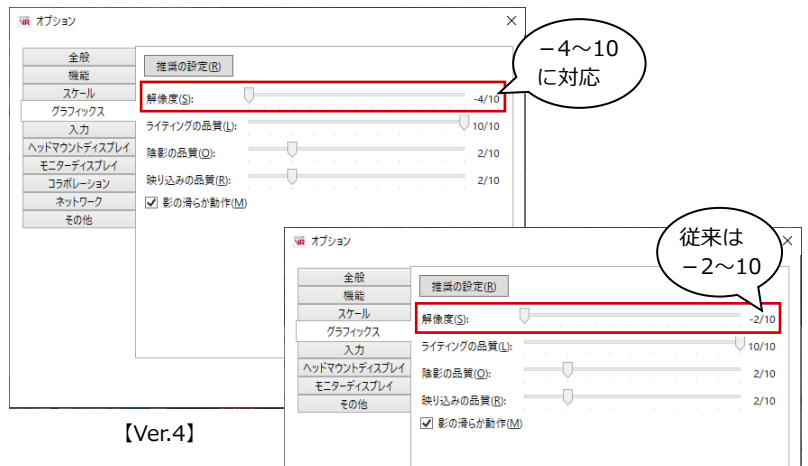 VR オプション
全般
機能
スケール
グラフィックス
入力
ヘッドマウントディスプレイ
モニターディスプレイ
コラボレーション
ネットワーク
その他
推奨の設定(R)
解像度(S): -4/10
ライティングの品質(L): 10/10
陰影の品質(O): 2/10
映り込みの品質(R): 2/10
影の滑らか動作(M)
－4～10
に対応
【Ver.4】
VR オプション
全般
機能
スケール
グラフィックス
入力
ヘッドマウントディスプレイ
モニターディスプレイ
その他
推奨の設定(R)
解像度(S): -2/10
ライティングの品質(L): 10/10
陰影の品質(O): 2/10
映り込みの品質(R): 2/10
影の滑らか動作(M)
従来は
－2～10